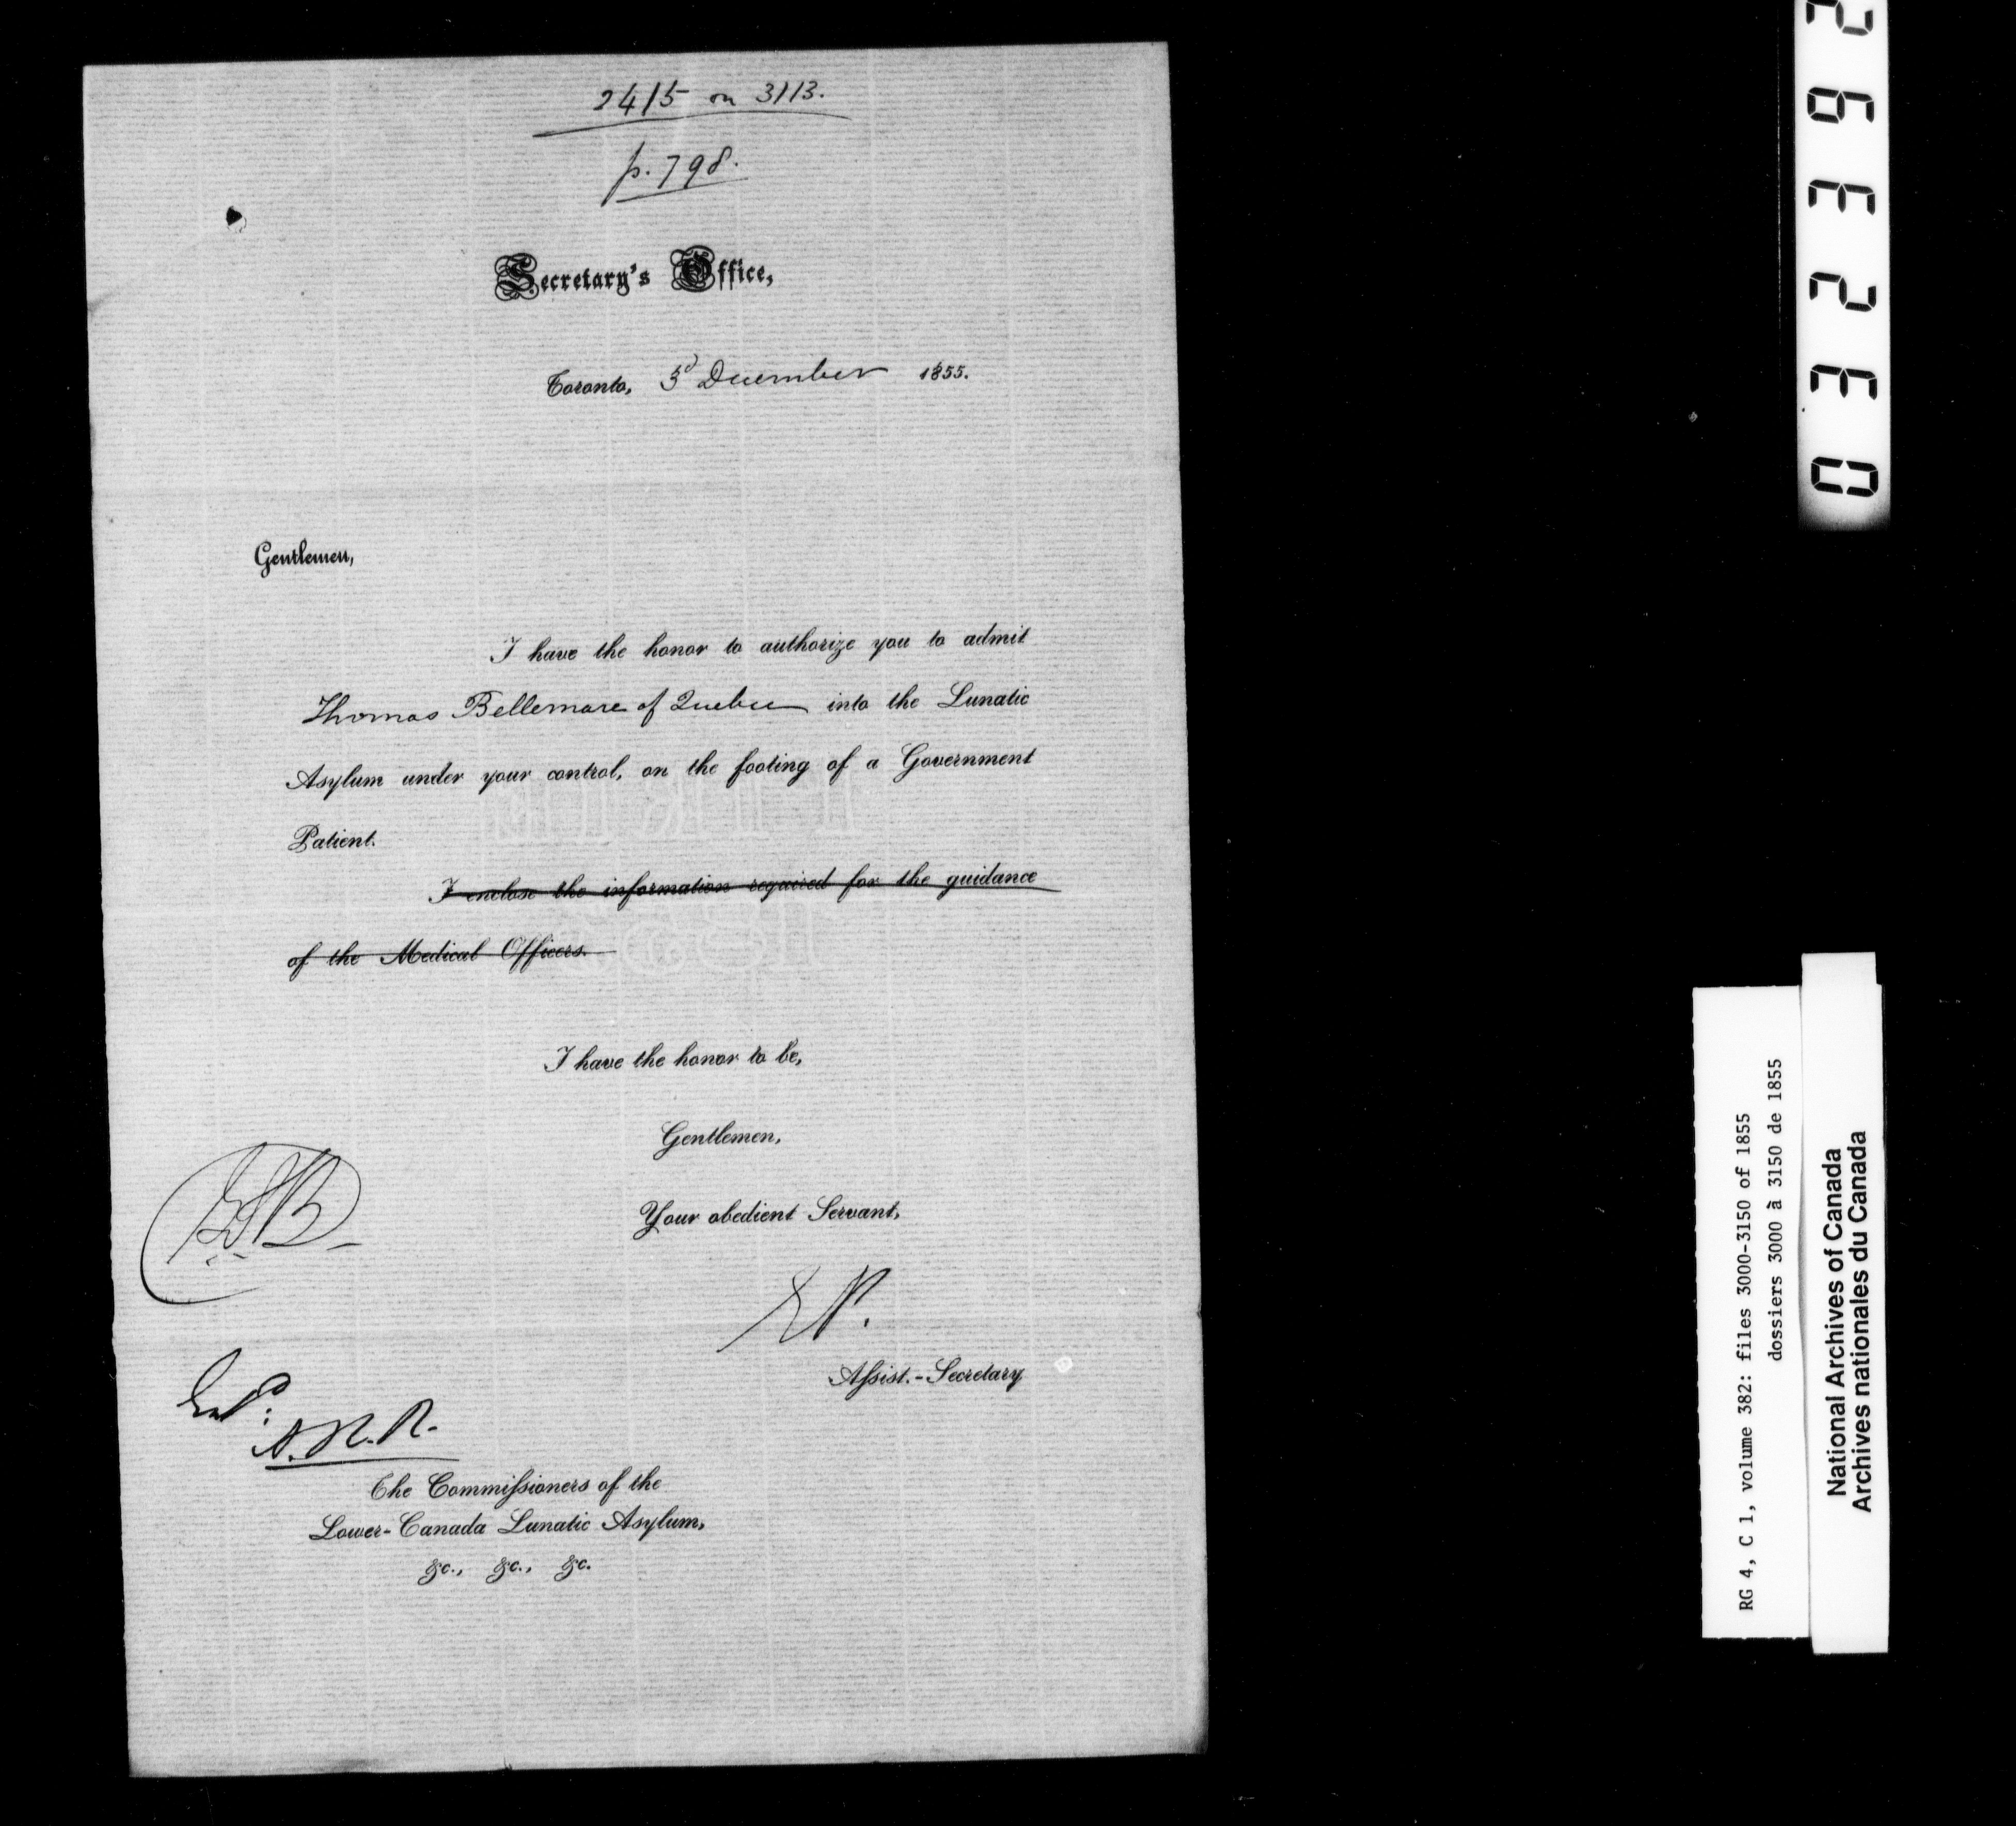 2415 on 3113.
p. 798.
Secretary's Office,
Toronto, 3d December 1855.
Gentlemen,
I have the honor to authorize you to admit
Thomas Bellemare of Quebec into the Lunatic
Asylum under your control, on the footing of a Government
Patient.
I enclose the information required for the guidance
of the Medical Officers.
I have the honor to be,
Gentlemen,
Your obedient Servant,
Assist.-Secretary
A.R.R.
The Commissioners of the
Lower-Canada Lunatic Asylum,
&c., &c., &c.
RG 4, C 1, volume 382: files 3000-3150 of 1855
dossiers 3000 à 3150 de 1855
National Archives of Canada
Archives nationales du Canada